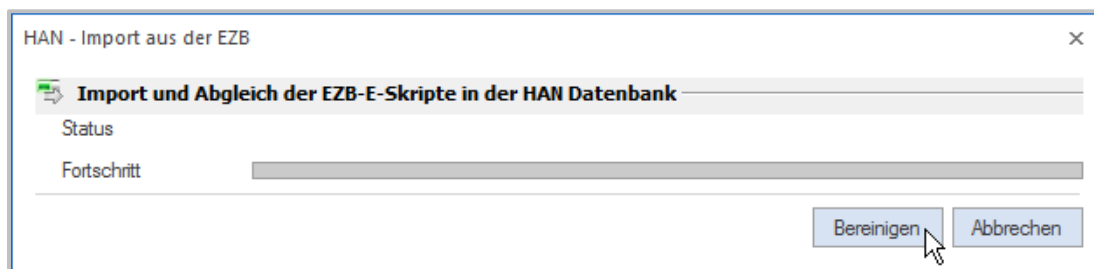 HAN - Import aus der EZB
Import und Abgleich der EZB-E-Skripte in der HAN Datenbank
Status
Fortschritt
Bereinigen Abbrechen